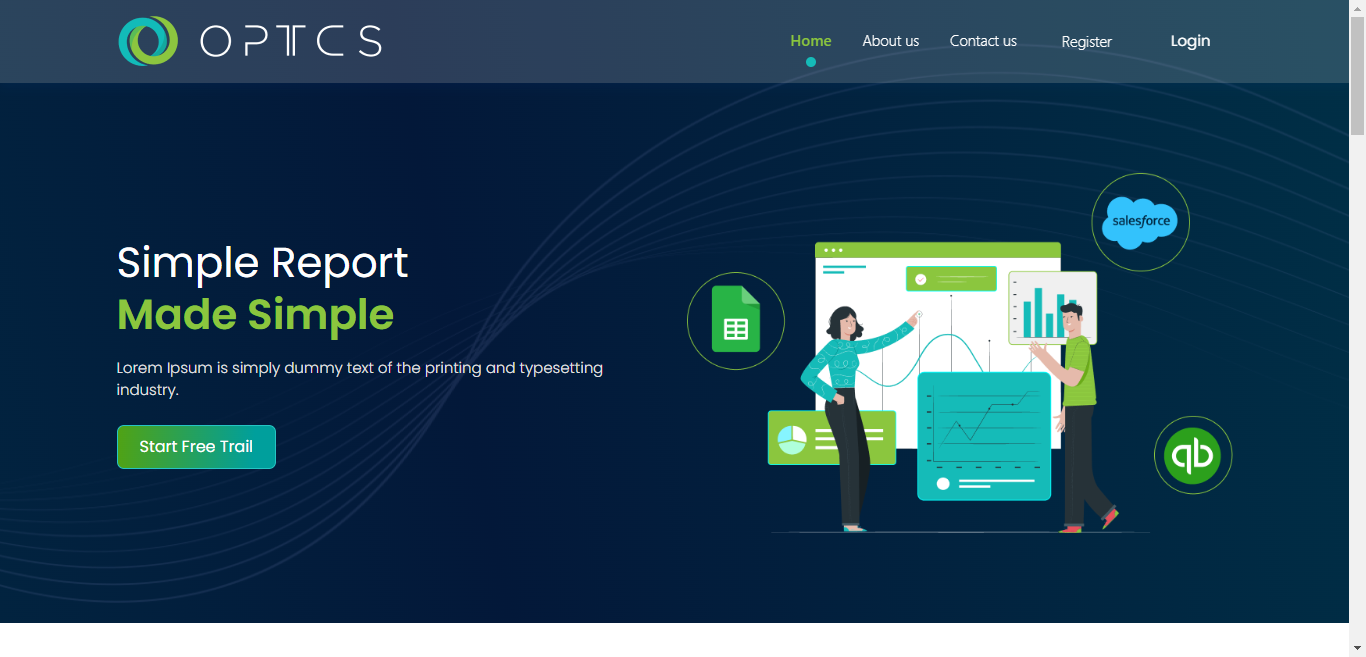 OPTCS
Home
About us
Contact us
Register
Login
Simple Report
Made Simple
Lorem Ipsum is simply dummy text of the printing and typesetting
industry.
Start Free Trail
salesforce
qb